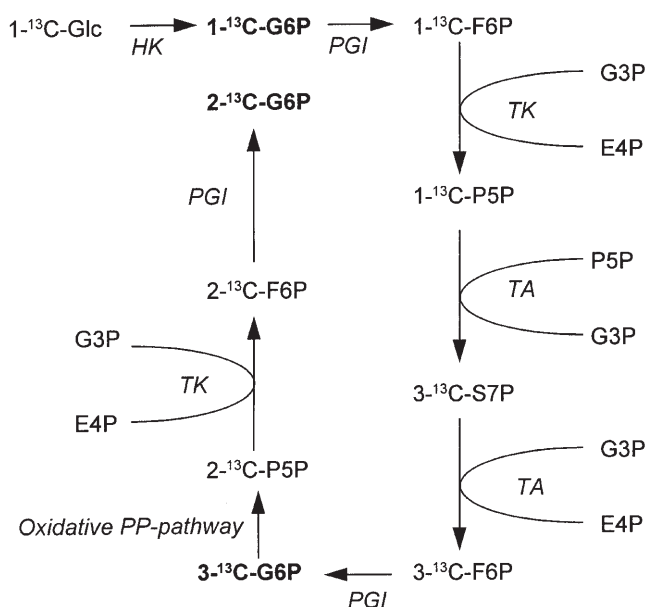 1-¹³C-Glc HK 1-¹³C-G6P PGI 1-¹³C-F6P
G3P
TK
E4P
2-¹³C-G6P
PGI
1-¹³C-P5P
P5P
TA
G3P
2-¹³C-F6P
G3P
TK
E4P
3-¹³C-S7P
G3P
TA
E4P
2-¹³C-P5P
Oxidative PP-pathway
3-¹³C-G6P PGI 3-¹³C-F6P